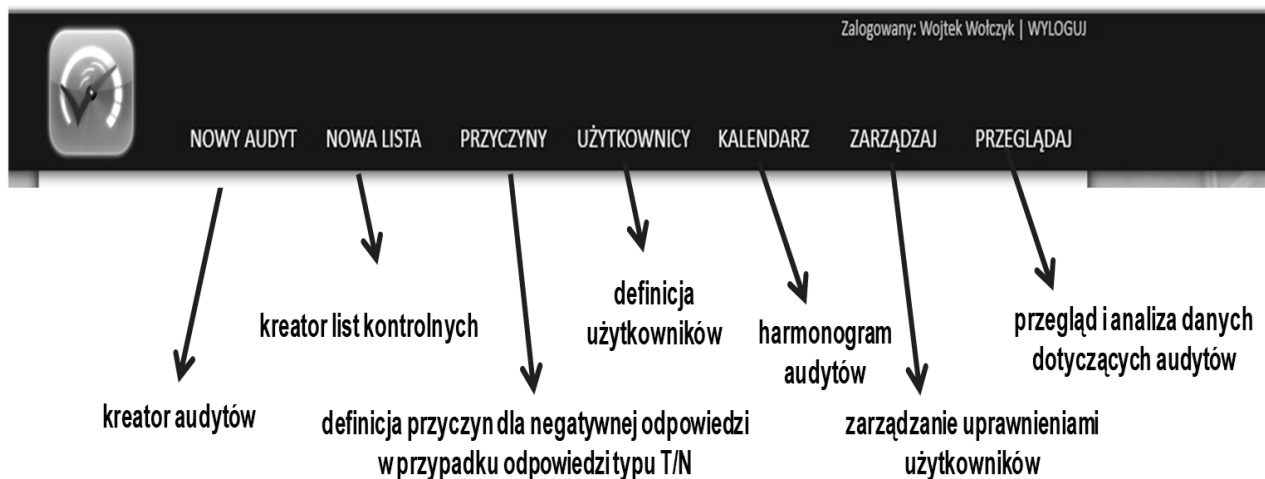 Zalogowany: Wojtek Wołczyk | WYLOGUJ
NOWY AUDYT NOWA LISTA PRZYCZYNY UŻYTKOWNICY KALENDARZ ZARZĄDZAJ PRZEGLĄDAJ
kreator audytów
kreator list kontrolnych
definicja przyczyn dla negatywnej odpowiedzi
w przypadku odpowiedzi typu T/N
definicja
użytkowników
harmonogram
audytów
zarządzanie uprawnieniami
użytkowników
przegląd i analiza danych
dotyczących audytów